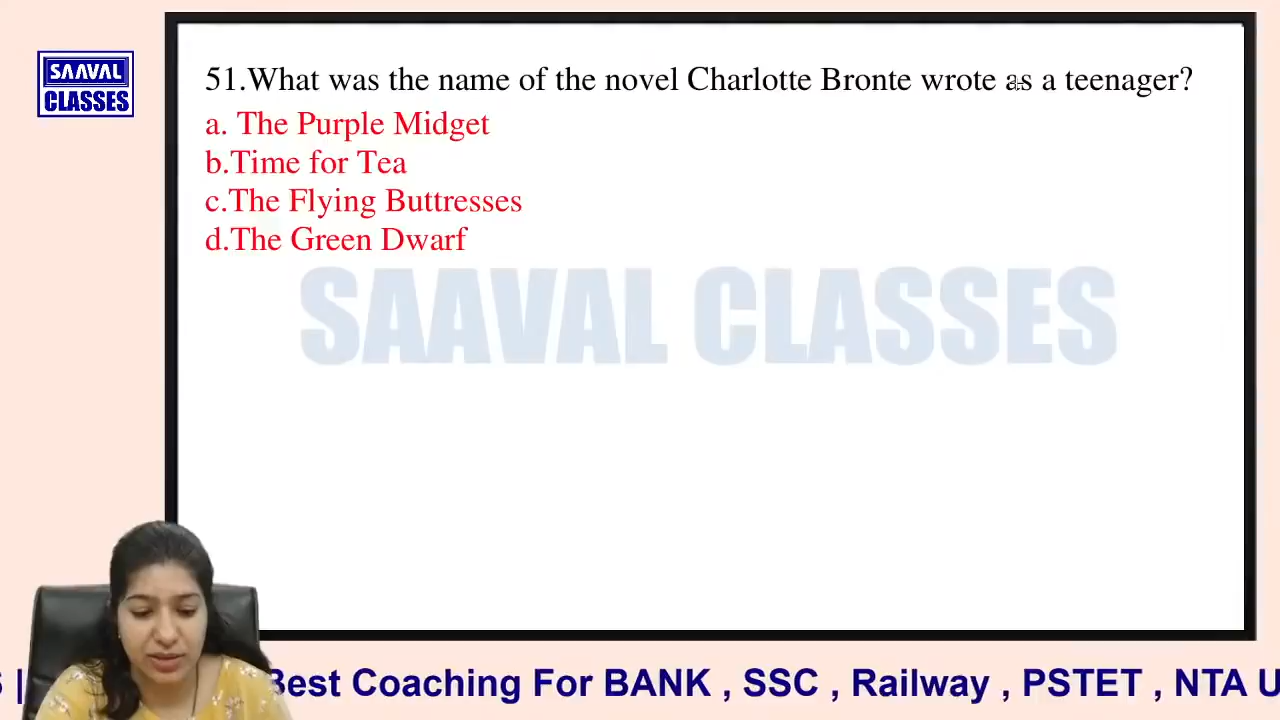 SAAVAL
CLASSES
51.What was the name of the novel Charlotte Bronte wrote as a teenager?
a. The Purple Midget
b.Time for Tea
c.The Flying Buttresses
d.The Green Dwarf
SAAVAL CLASSES
| Best Coaching For BANK , SSC , Railway , PSTET , NTA